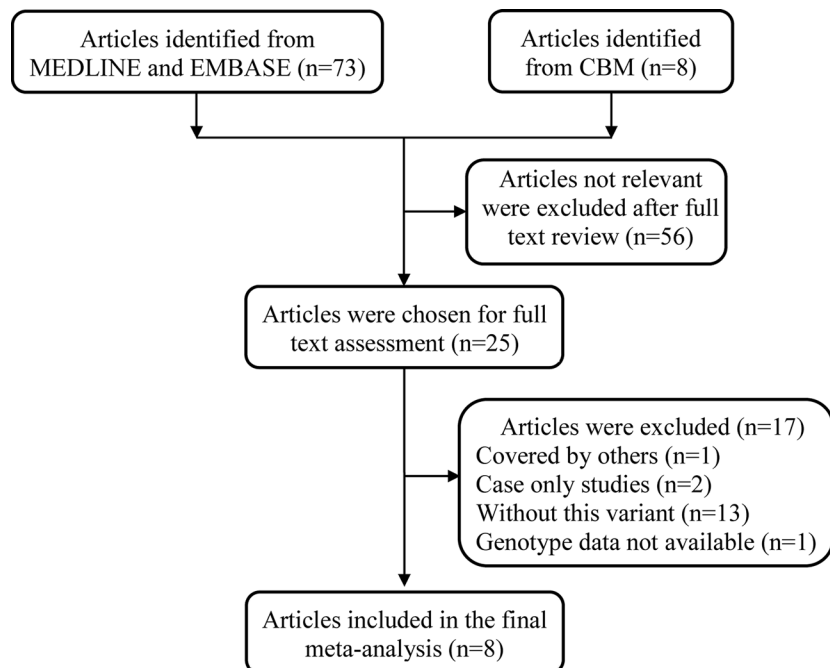 Articles identified from
MEDLINE and EMBASE (n=73)
Articles identified
from CBM (n=8)
Articles not relevant
were excluded after full
text review (n=56)
Articles were chosen for full
text assessment (n=25)
Articles were excluded (n=17)
Covered by others (n=1)
Case only studies (n=2)
Without this variant (n=13)
Genotype data not available (n=1)
Articles included in the final
meta-analysis (n=8)